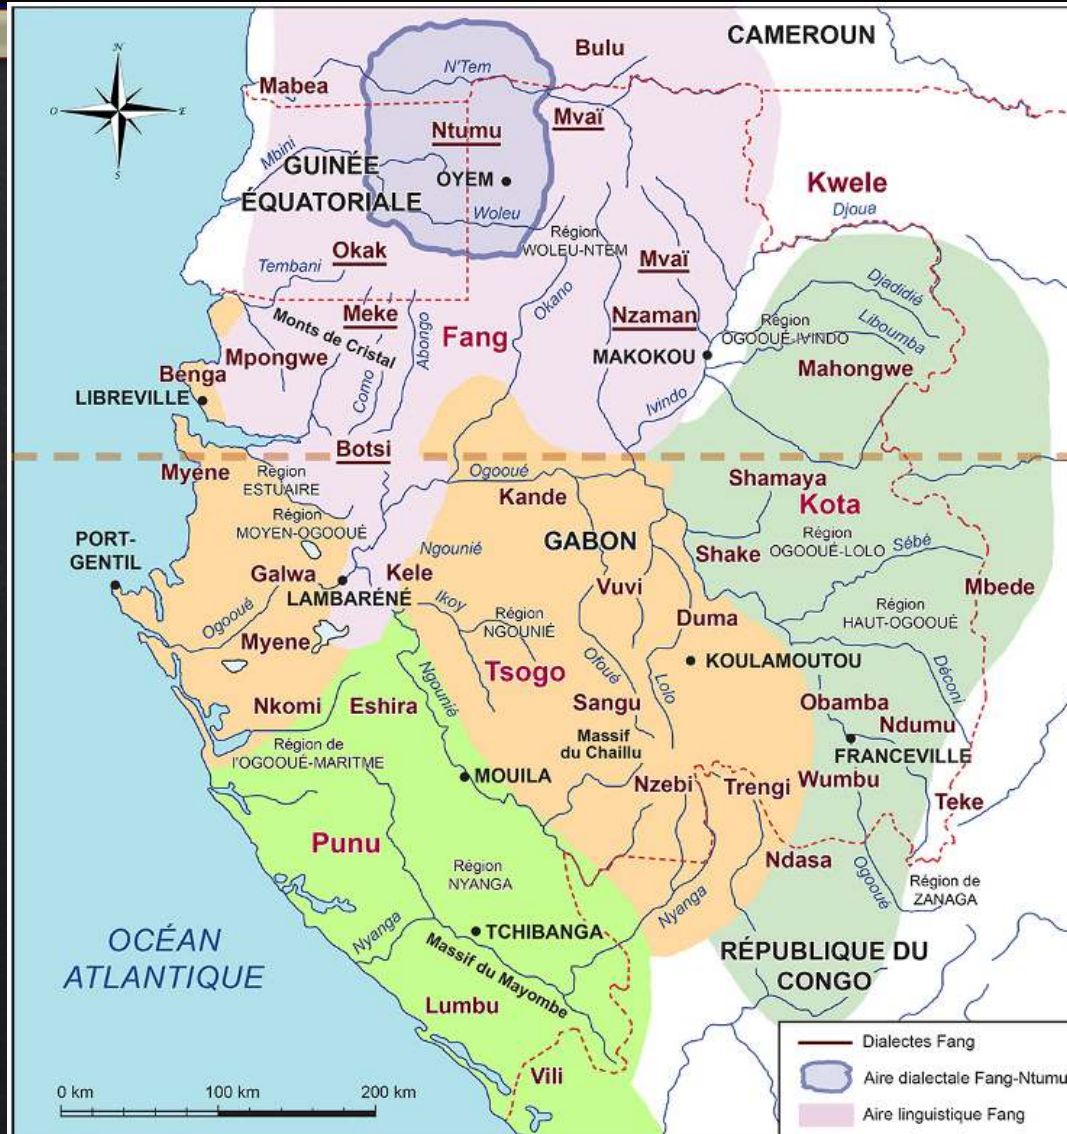 CAMEROUN
Bulu
N
N'Tem
Mabea
O
E
Mvaï
S
Ntumu
Mbini
GUINÉE
ÉQUATORIALE
OYEM
Kwele
Djoua
Woleu
Région
WOLEU-NTEM
Okak
Mvaï
Tembani
Djadidié
Okano
Meke
Nzaman
Monts de Cristal
Abongo
Fang
Région
OGOOUÉ-IVINDO
Liboumba
Mpongwe
MAKOKOU
Mahongwe
Benga
Como
LIBREVILLE
Ivindo
Botsi
Myene
Région
ESTUAIRE
Ogooué
Kande
Shamaya
Kota
Région
MOYEN-OGOOUÉ
PORT-
GENTIL
Ngounié
GABON
Shake
Région
OGOOUÉ-LOLO
Sébé
Galwa
Kele
Vuvi
Mbede
LAMBARÉNÉ
Ikoy
Ogooué
Région
NGOUNIÉ
Duma
Région
HAUT-OGOOUÉ
Myene
Tsogo
Ofoué
Lolo
KOULAMOUTOU
Déconi
Ngounié
Nkomi
Eshira
Sangu
Obamba
Ndumu
Région de
l'OGOOUÉ-MARITME
Massif
du Chaillu
FRANCEVILLE
MOUILA
Nzebi
Trengi
Wumbu
Teke
Punu
Ndasa
Ogooué
Région
NYANGA
Région de
ZANAGA
Nyanga
Nyanga
TCHIBANGA
OCÉAN
ATLANTIQUE
Massif du Mayombe
RÉPUBLIQUE DU
CONGO
Lumbu
Vili
0 km
100 km
200 km
Dialectes Fang
Aire dialectale Fang-Ntumu
Aire linguistique Fang